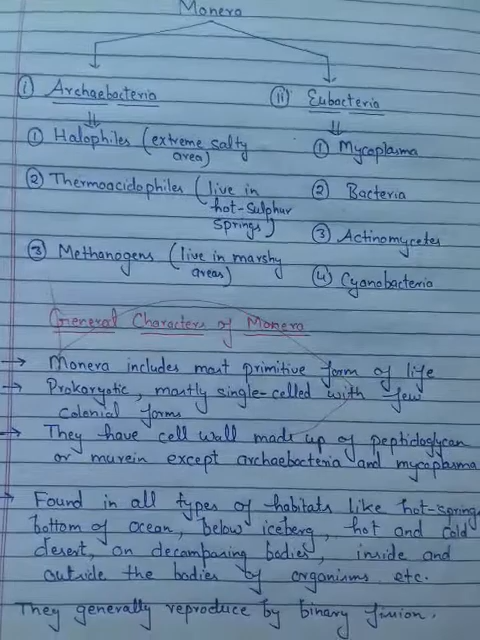 Monera
(i) Archaebacteria
(ii) Eubacteria
(1) Halophiles (extreme salty
area)
(1) Mycoplasma
(2) Thermoacidophiles (live in
hot-sulphur
springs)
(2) Bacteria
(3) Actinomycetes
(3) Methanogens (live in marshy
areas)
(4) Cyanobacteria
General Characters of Monera
→ Monera includes most primitive form of life
→ Prokaryotic, mostly single-celled with few
colonial forms
→ They have cell wall made up of peptidoglycan
or murein except archaebacteria and mycoplasma
→ Found in all types of habitats like hot-spring,
bottom of ocean, below iceberg, hot and cold
desert, on decomposing bodies, inside and
outside the bodies of organisms etc.
They generally reproduce by binary fission.